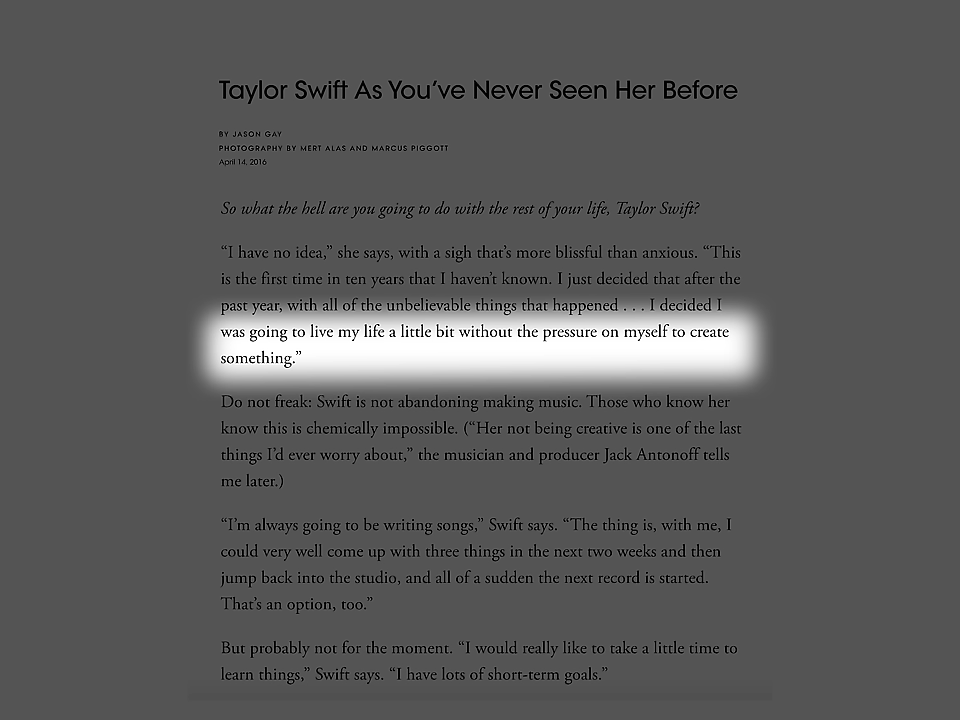 Taylor Swift As You’ve Never Seen Her Before
BY JASON GAY
PHOTOGRAPHY BY MERT ALAS AND MARCUS PIGGOTT
April 14, 2016
So what the hell are you going to do with the rest of your life, Taylor Swift?
“I have no idea,” she says, with a sigh that’s more blissful than anxious. “This
is the first time in ten years that I haven’t known. I just decided that after the
past year, with all of the unbelievable things that happened . . . I decided I
was going to live my life a little bit without the pressure on myself to create
something.”
Do not freak: Swift is not abandoning making music. Those who know her
know this is chemically impossible. (“Her not being creative is one of the last
things I’d ever worry about,” the musician and producer Jack Antonoff tells
me later.)
“I’m always going to be writing songs,” Swift says. “The thing is, with me, I
could very well come up with three things in the next two weeks and then
jump back into the studio, and all of a sudden the next record is started.
That’s an option, too.”
But probably not for the moment. “I would really like to take a little time to
learn things,” Swift says. “I have lots of short-term goals.”